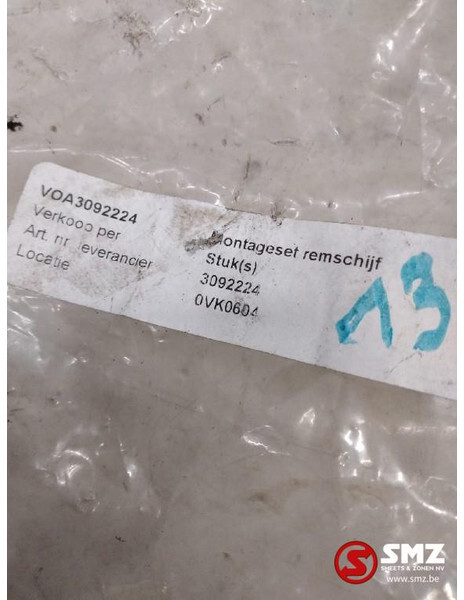 VOA3092224
Verkoop per
Art. nr. leverancier
Locatie
Montageset remschijf
Stuk(s)
3092224
0VK0604
13
SMZ
SMEETS & ZONEN NV
www.smz.be